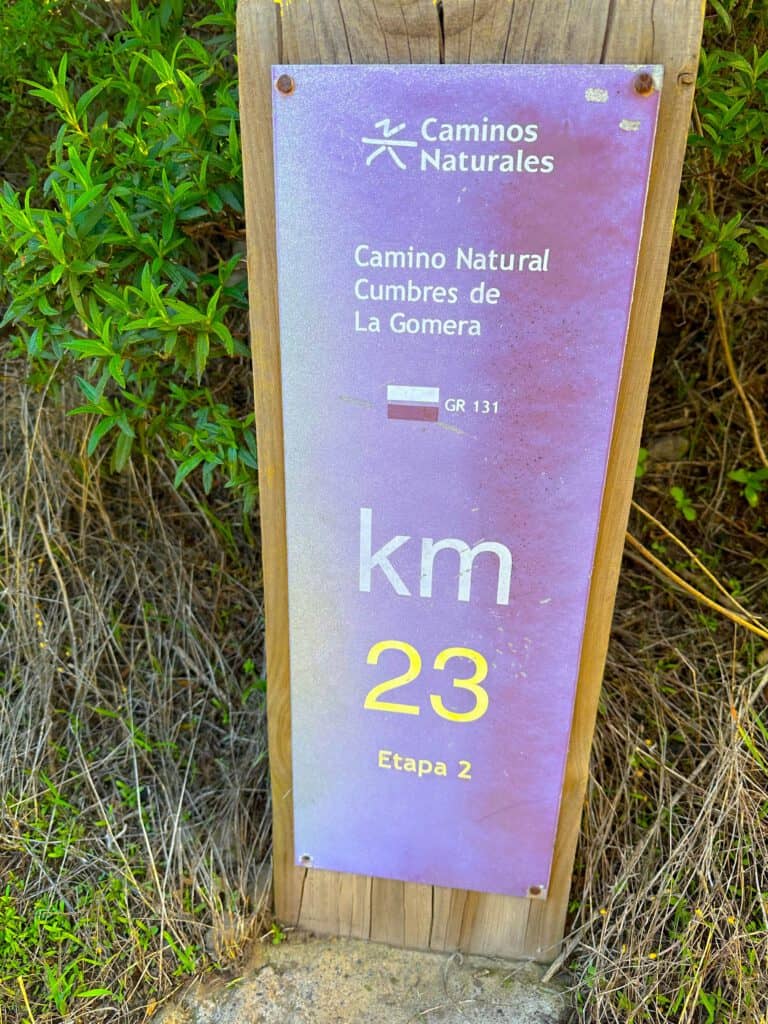 Caminos
Naturales
Camino Natural
Cumbres de
La Gomera
GR 131
km
23
Etapa 2